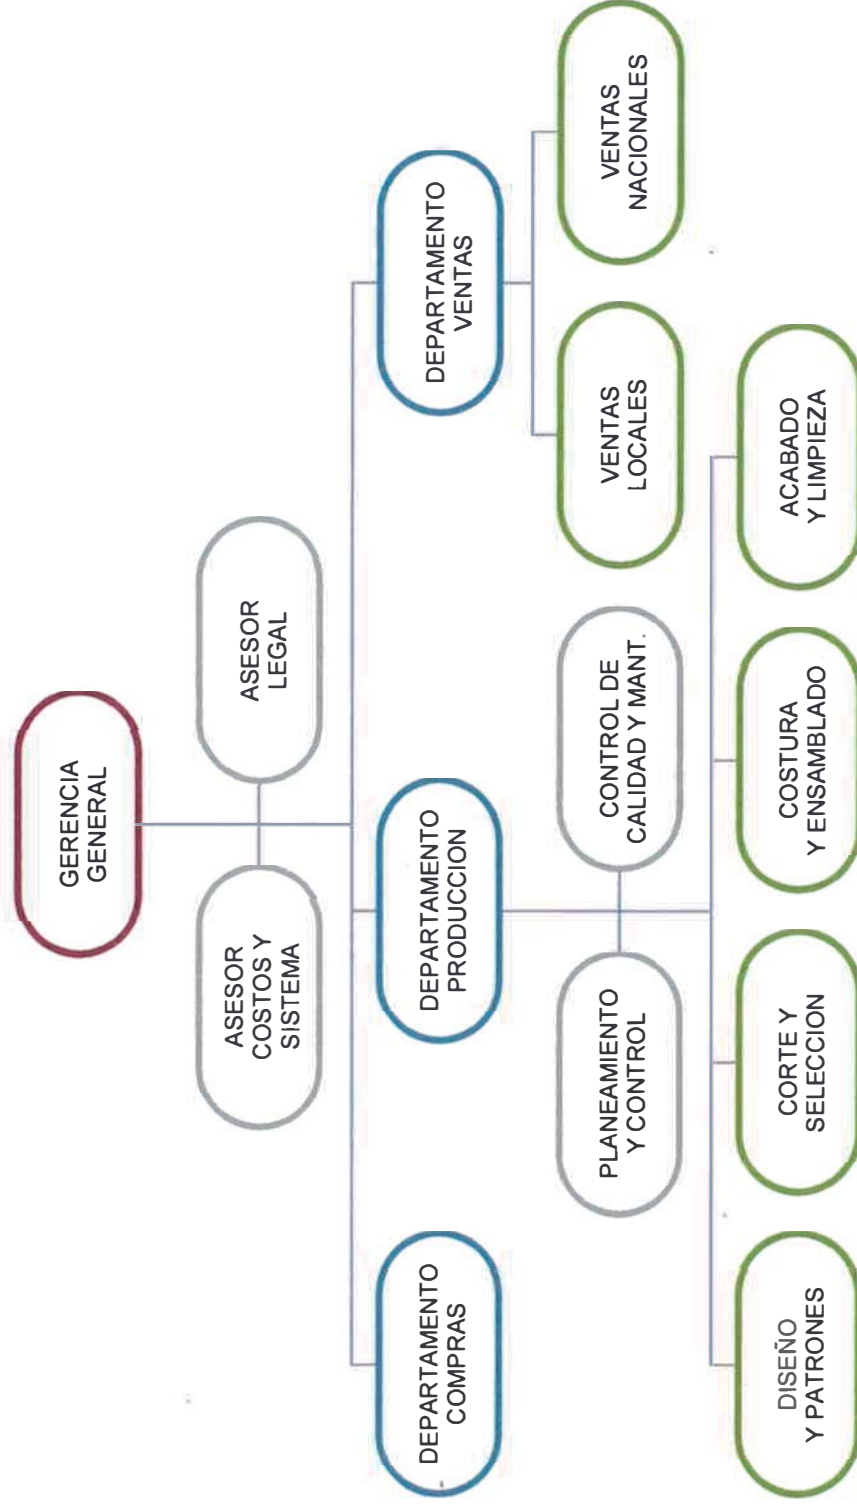 GERENCIA
GENERAL
ASESOR
COSTOS Y
SISTEMA
ASESOR
LEGAL
DEPARTAMENTO
COMPRAS
DEPARTAMENTO
PRODUCCION
DEPARTAMENTO
VENTAS
PLANEAMIENTO
Y CONTROL
CONTROL DE
CALIDAD Y MANT.
VENTAS
LOCALES
VENTAS
NACIONALES
DISEÑO
Y PATRONES
CORTE Y
SELECCION
COSTURA
Y ENSAMBLADO
ACABADO
Y LIMPIEZA